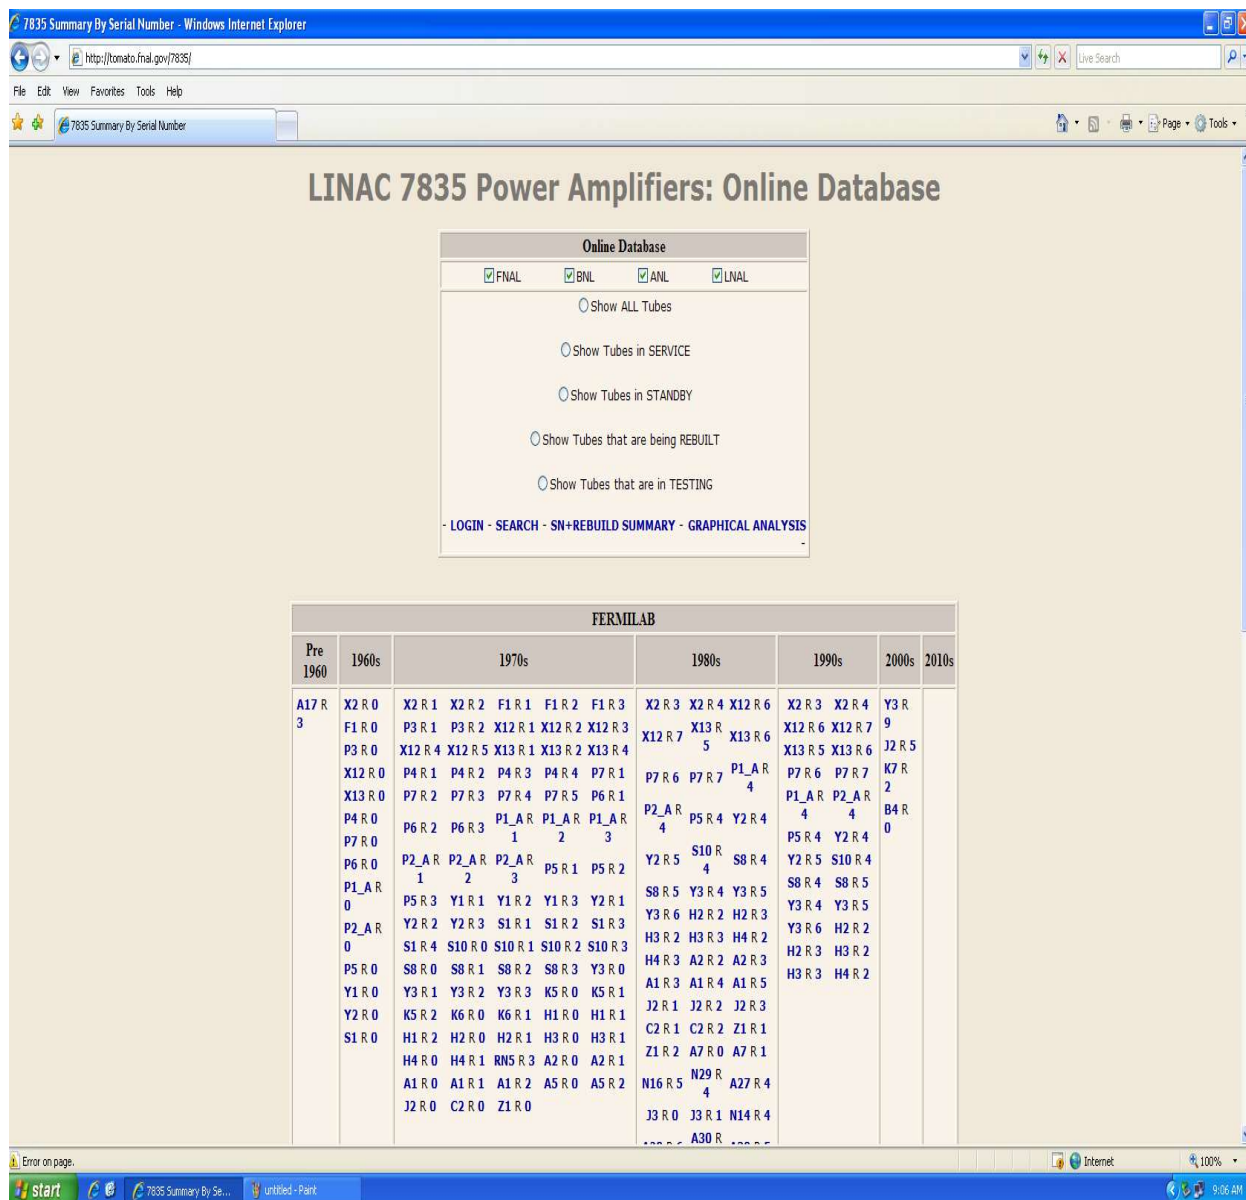 7835 Summary By Serial Number - Windows Internet Explorer
http://tomato.fnal.gov/7835/
Live Search
File Edit View Favorites Tools Help
7835 Summary By Serial Number
Page Tools
LINAC 7835 Power Amplifiers: Online Database
Online Database
FNAL BNL ANL LNAL
Show ALL Tubes
Show Tubes in SERVICE
Show Tubes in STANDBY
Show Tubes that are being REBUILT
Show Tubes that are in TESTING
- LOGIN - SEARCH - SN+REBUILD SUMMARY - GRAPHICAL ANALYSIS
-
FERMILAB
Pre 1960
1960s
1970s
1980s
1990s
2000s
2010s
A17 R
3
X2 R 0
F1 R 0
P3 R 0
X12 R 0
X13 R 0
P4 R 0
P7 R 0
P6 R 0
P1_A R
0
P2_A R
0
P5 R 0
Y1 R 0
Y2 R 0
S1 R 0
X2 R 1 X2 R 2 F1 R 1 F1 R 2 F1 R 3
P3 R 1 P3 R 2 X12 R 1 X12 R 2 X12 R 3
X12 R 4 X12 R 5 X13 R 1 X13 R 2 X13 R 4
P4 R 1 P4 R 2 P4 R 3 P4 R 4 P7 R 1
P7 R 2 P7 R 3 P7 R 4 P7 R 5 P6 R 1
P6 R 2 P6 R 3 P1_A R 1 P1_A R 2 P1_A R 3
P2_A R 1 P2_A R 2 P2_A R 3 P5 R 1 P5 R 2
P5 R 3 Y1 R 1 Y1 R 2 Y1 R 3 Y2 R 1
Y2 R 2 Y2 R 3 S1 R 1 S1 R 2 S1 R 3
S1 R 4 S10 R 0 S10 R 1 S10 R 2 S10 R 3
S8 R 0 S8 R 1 S8 R 2 S8 R 3 Y3 R 0
Y3 R 1 Y3 R 2 Y3 R 3 K5 R 0 K5 R 1
K5 R 2 K6 R 0 K6 R 1 H1 R 0 H1 R 1
H1 R 2 H2 R 0 H2 R 1 H3 R 0 H3 R 1
H4 R 0 H4 R 1 RN5 R 3 A2 R 0 A2 R 1
A1 R 0 A1 R 1 A1 R 2 A5 R 0 A5 R 2
J2 R 0 C2 R 0 Z1 R 0
X2 R 3 X2 R 4 X12 R 6
X12 R 7 X13 R 5 X13 R 6
P7 R 6 P7 R 7 P1_A R 4
P2_A R 4 P5 R 4 Y2 R 4
Y2 R 5 S10 R 4 S8 R 4
S8 R 5 Y3 R 4 Y3 R 5
Y3 R 6 H2 R 2 H2 R 3
H3 R 2 H3 R 3 H4 R 2
H4 R 3 A2 R 2 A2 R 3
A1 R 3 A1 R 4 A1 R 5
J2 R 1 J2 R 2 J2 R 3
C2 R 1 C2 R 2 Z1 R 1
Z1 R 2 A7 R 0 A7 R 1
N16 R 5 N29 R 4 A27 R 4
J3 R 0 J3 R 1 N14 R 4
A30 R
X2 R 3 X2 R 4
X12 R 6 X12 R 7
X13 R 5 X13 R 6
P7 R 6 P7 R 7
P1_A R 4 P2_A R 4
P5 R 4 Y2 R 4
Y2 R 5 S10 R 4
S8 R 4 S8 R 5
Y3 R 4 Y3 R 5
Y3 R 6 H2 R 2
H2 R 3 H3 R 2
H3 R 3 H4 R 2
Y3 R
9
J2 R 5
K7 R
2
B4 R
0
Error on page.
Internet
100%
start
7835 Summary By Se...
untitled - Paint
9:06 AM